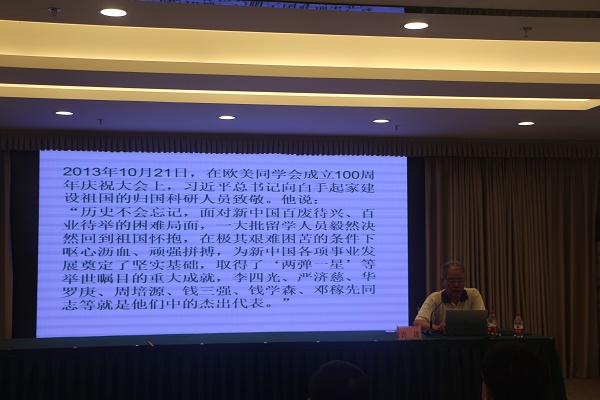 2013年10月21日，在欧美同学会成立100周
年庆祝大会上，习近平总书记向白手起家建
设祖国的归国科研人员致敬。他说：
“历史不会忘记，面对新中国百废待兴、百
业待举的困难局面，一大批留学人员毅然决
然回到祖国怀抱，在极其艰难困苦的条件下
呕心沥血、顽强拼搏，为新中国各项事业发
展奠定了坚实基础，取得了‘两弹一星’等
举世瞩目的重大成就，李四光、严济慈、华
罗庚、周培源、钱三强、钱学森、邓稼先同
志等就是他们中的杰出代表。”